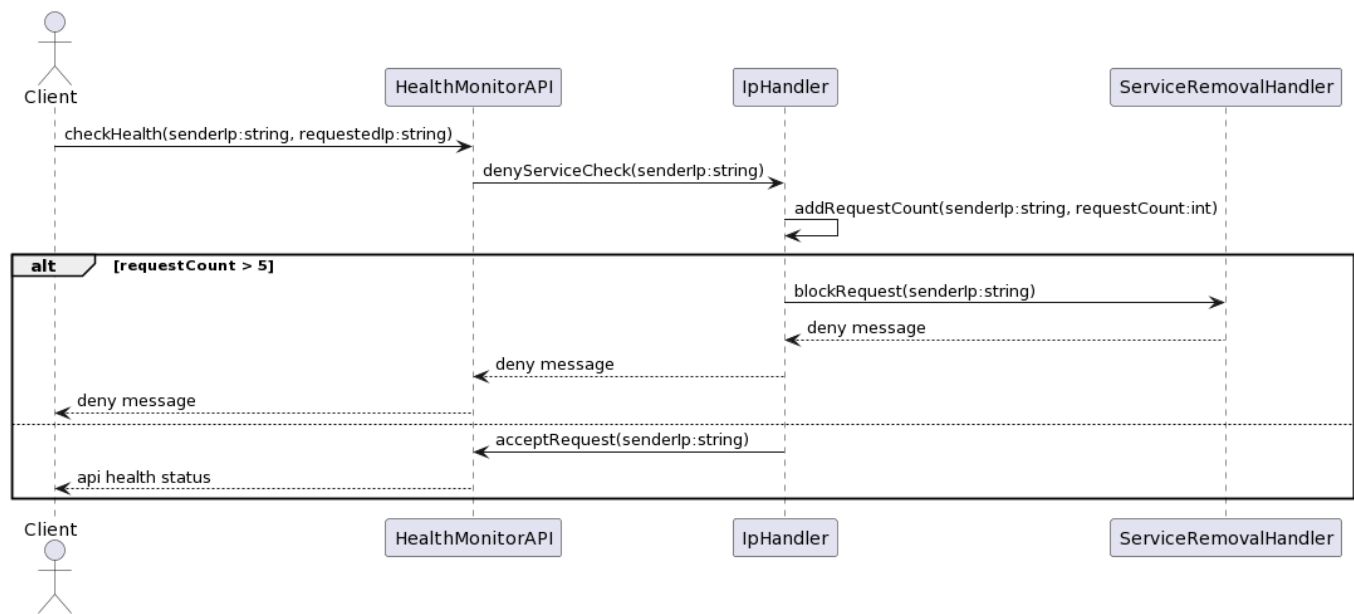 Client
HealthMonitorAPI
IpHandler
ServiceRemovalHandler
checkHealth(senderIp:string, requestedIp:string)
denyServiceCheck(senderIp:string)
addRequestCount(senderIp:string, requestCount:int)
alt [requestCount > 5]
blockRequest(senderIp:string)
deny message
deny message
deny message
acceptRequest(senderIp:string)
api health status
Client
HealthMonitorAPI
IpHandler
ServiceRemovalHandler